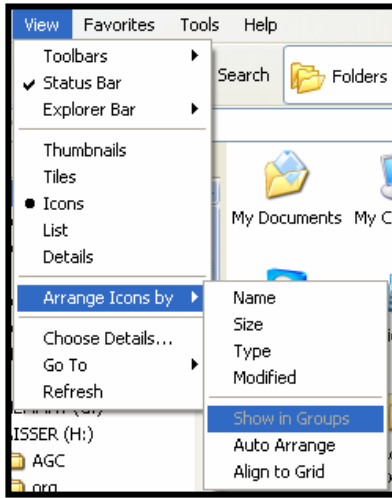 View Favorites Tools Help
Toolbars
Status Bar
Search Folders
Explorer Bar
Thumbnails
Tiles
Icons
My Documents My C
List
Details
Arrange Icons by
Name
Size
Choose Details...
Type
Go To
Modified
Refresh
Show in Groups
ISSER (H:)
Auto Arrange
AGC
Align to Grid
org